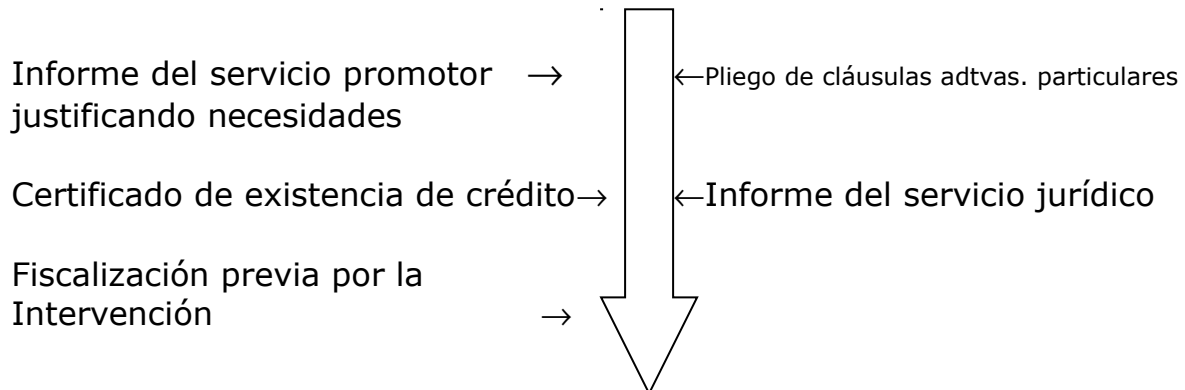 Informe del servicio promotor → ←Pliego de cláusulas adtvas. particulares
justificando necesidades
Certificado de existencia de crédito→ ←Informe del servicio jurídico
Fiscalización previa por la
Intervención →